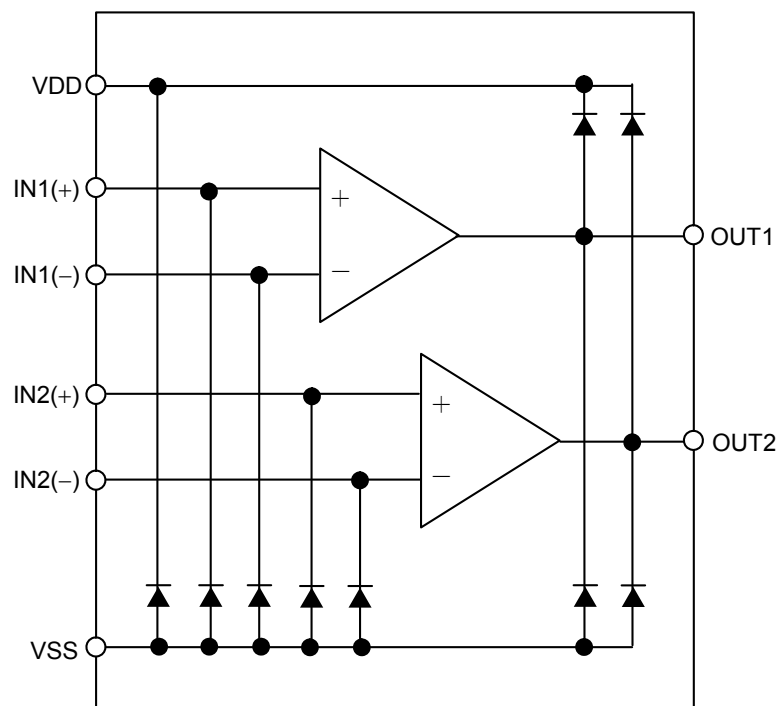 VDD
IN1(+)
+
OUT1
IN1(−)
−
IN2(+)
+
OUT2
IN2(−)
−
VSS